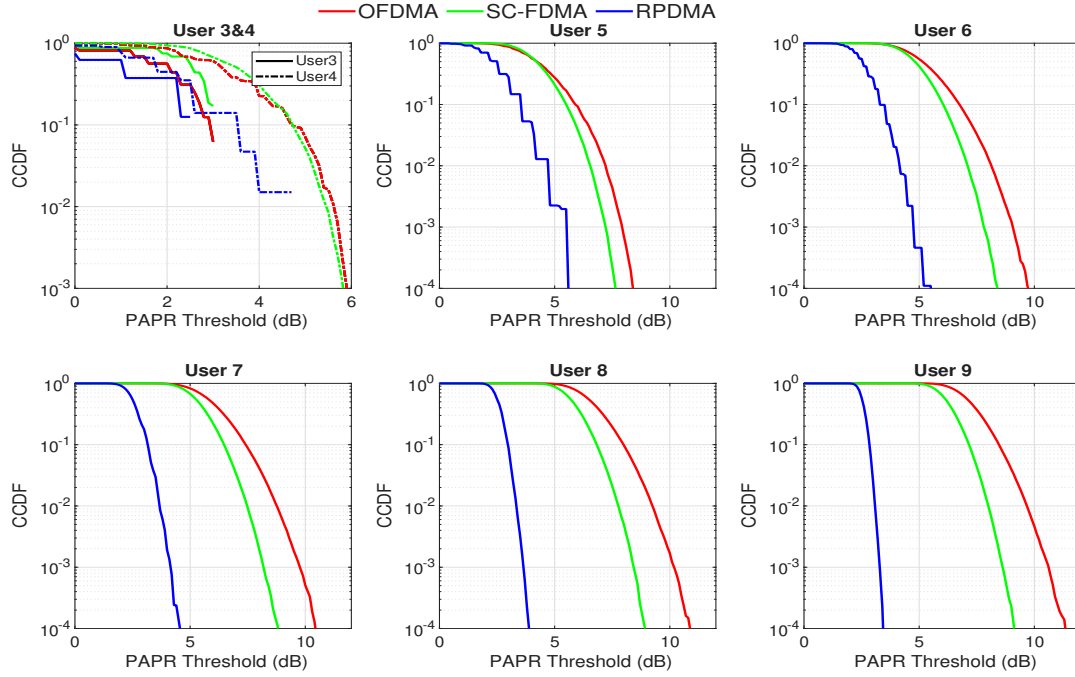 OFDMA SC-FDMA RPDMA
User 3&4
User3
User4
CCDF
10^0
10^-1
10^-2
10^-3
0 2 4 6
PAPR Threshold (dB)
User 5
CCDF
10^0
10^-1
10^-2
10^-3
10^-4
0 5 10
PAPR Threshold (dB)
User 6
CCDF
10^0
10^-1
10^-2
10^-3
10^-4
0 5 10
PAPR Threshold (dB)
User 7
CCDF
10^0
10^-1
10^-2
10^-3
10^-4
0 5 10
PAPR Threshold (dB)
User 8
CCDF
10^0
10^-1
10^-2
10^-3
10^-4
0 5 10
PAPR Threshold (dB)
User 9
CCDF
10^0
10^-1
10^-2
10^-3
10^-4
0 5 10
PAPR Threshold (dB)